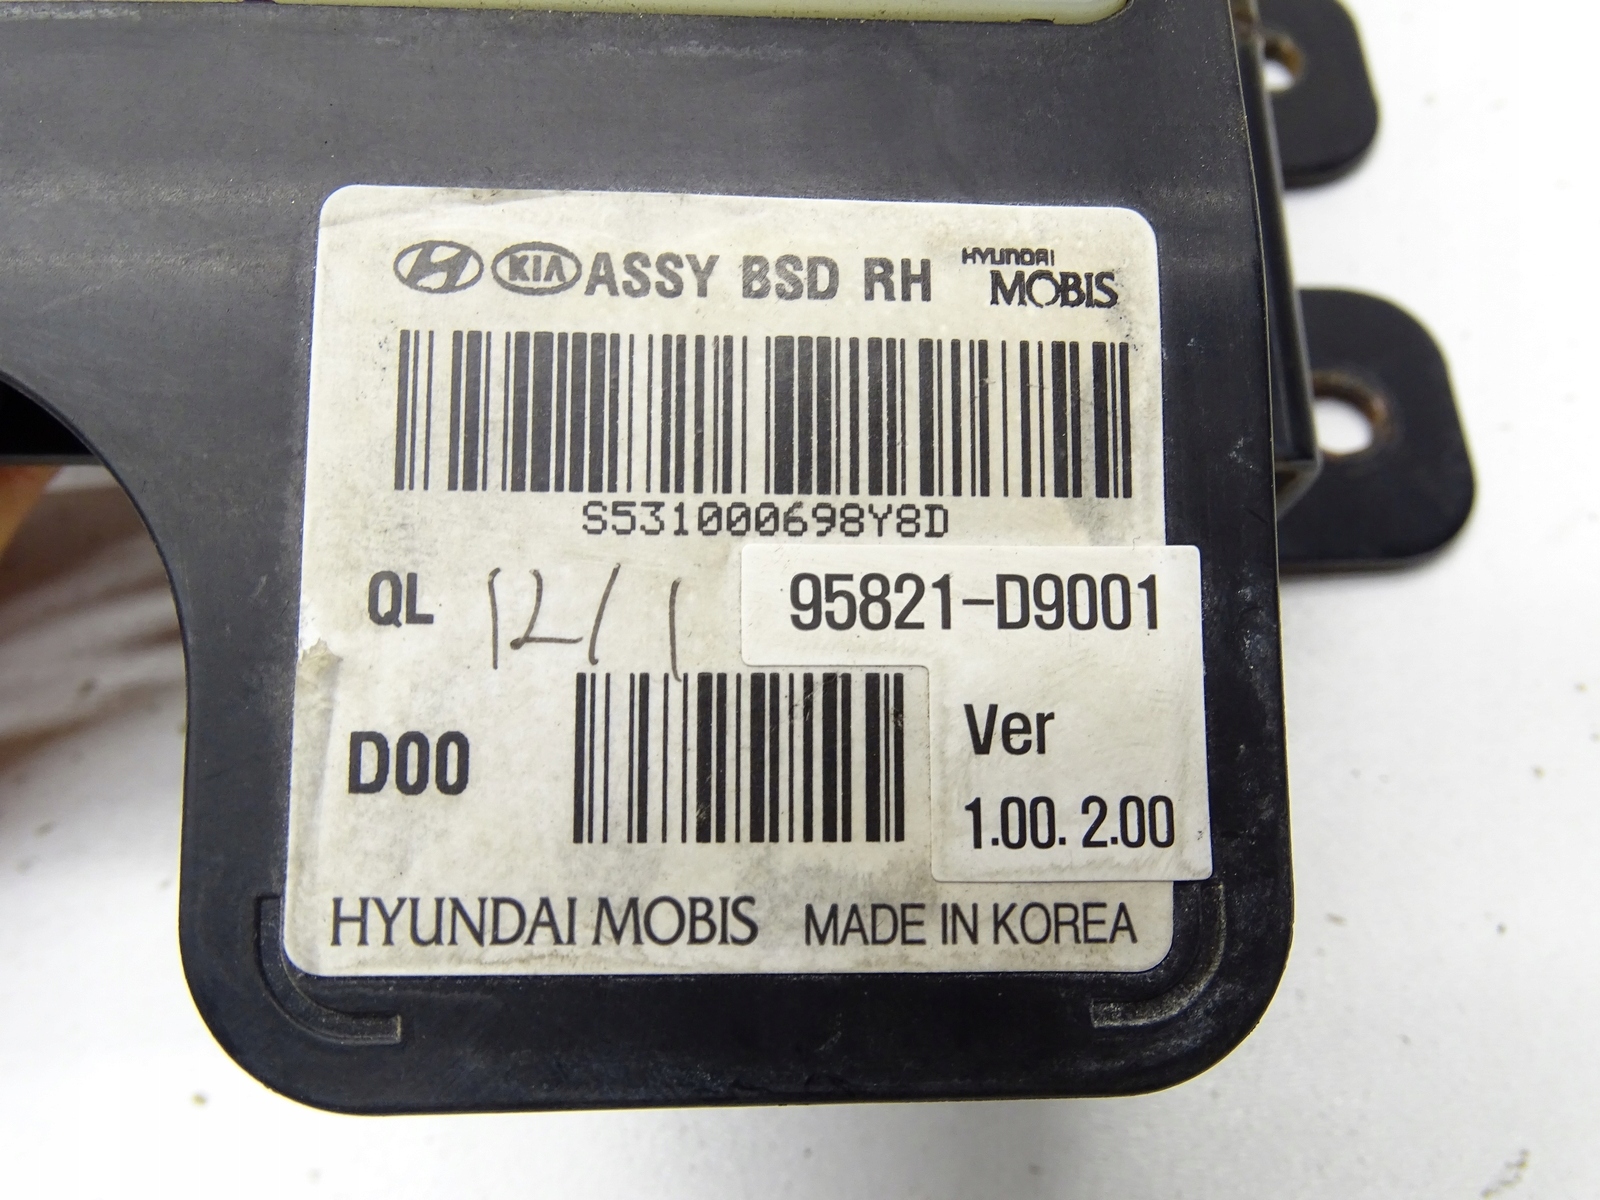 KIA ASSY BSD RH HYUNDAI MOBIS
S531000698Y8D
QL 12/1 95821-D9001
D00 Ver
1.00. 2.00
HYUNDAI MOBIS MADE IN KOREA